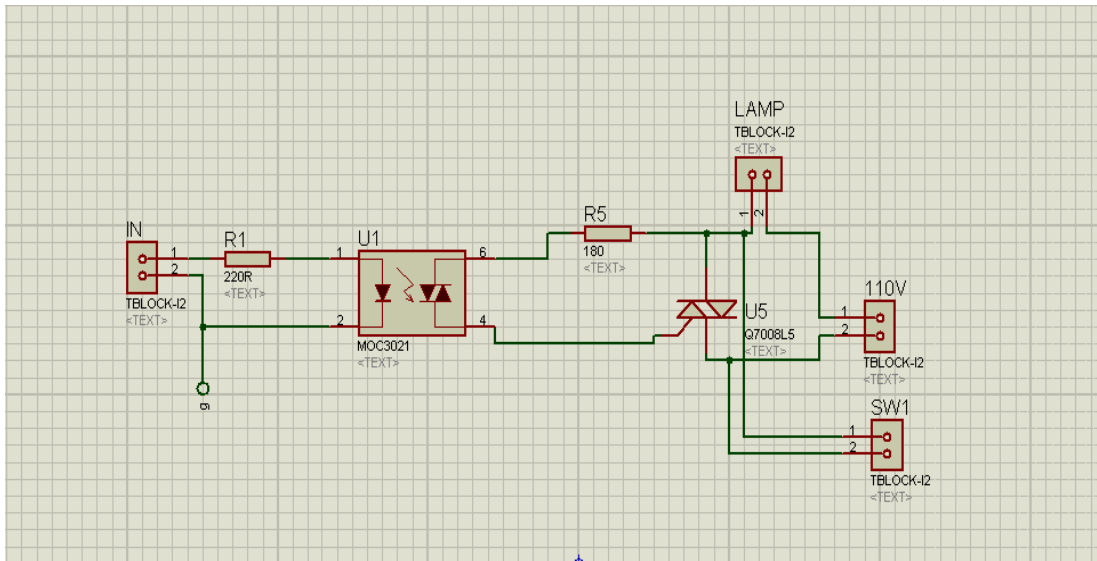 LAMP
TBLOCK-I2
<TEXT>
1
2
IN
1
2
TBLOCK-I2
<TEXT>
R1
220R
<TEXT>
U1
1
2
6
4
MOC3021
<TEXT>
R5
180
<TEXT>
U5
Q7008L5
<TEXT>
110V
1
2
TBLOCK-I2
<TEXT>
SW1
1
2
TBLOCK-I2
<TEXT>
g